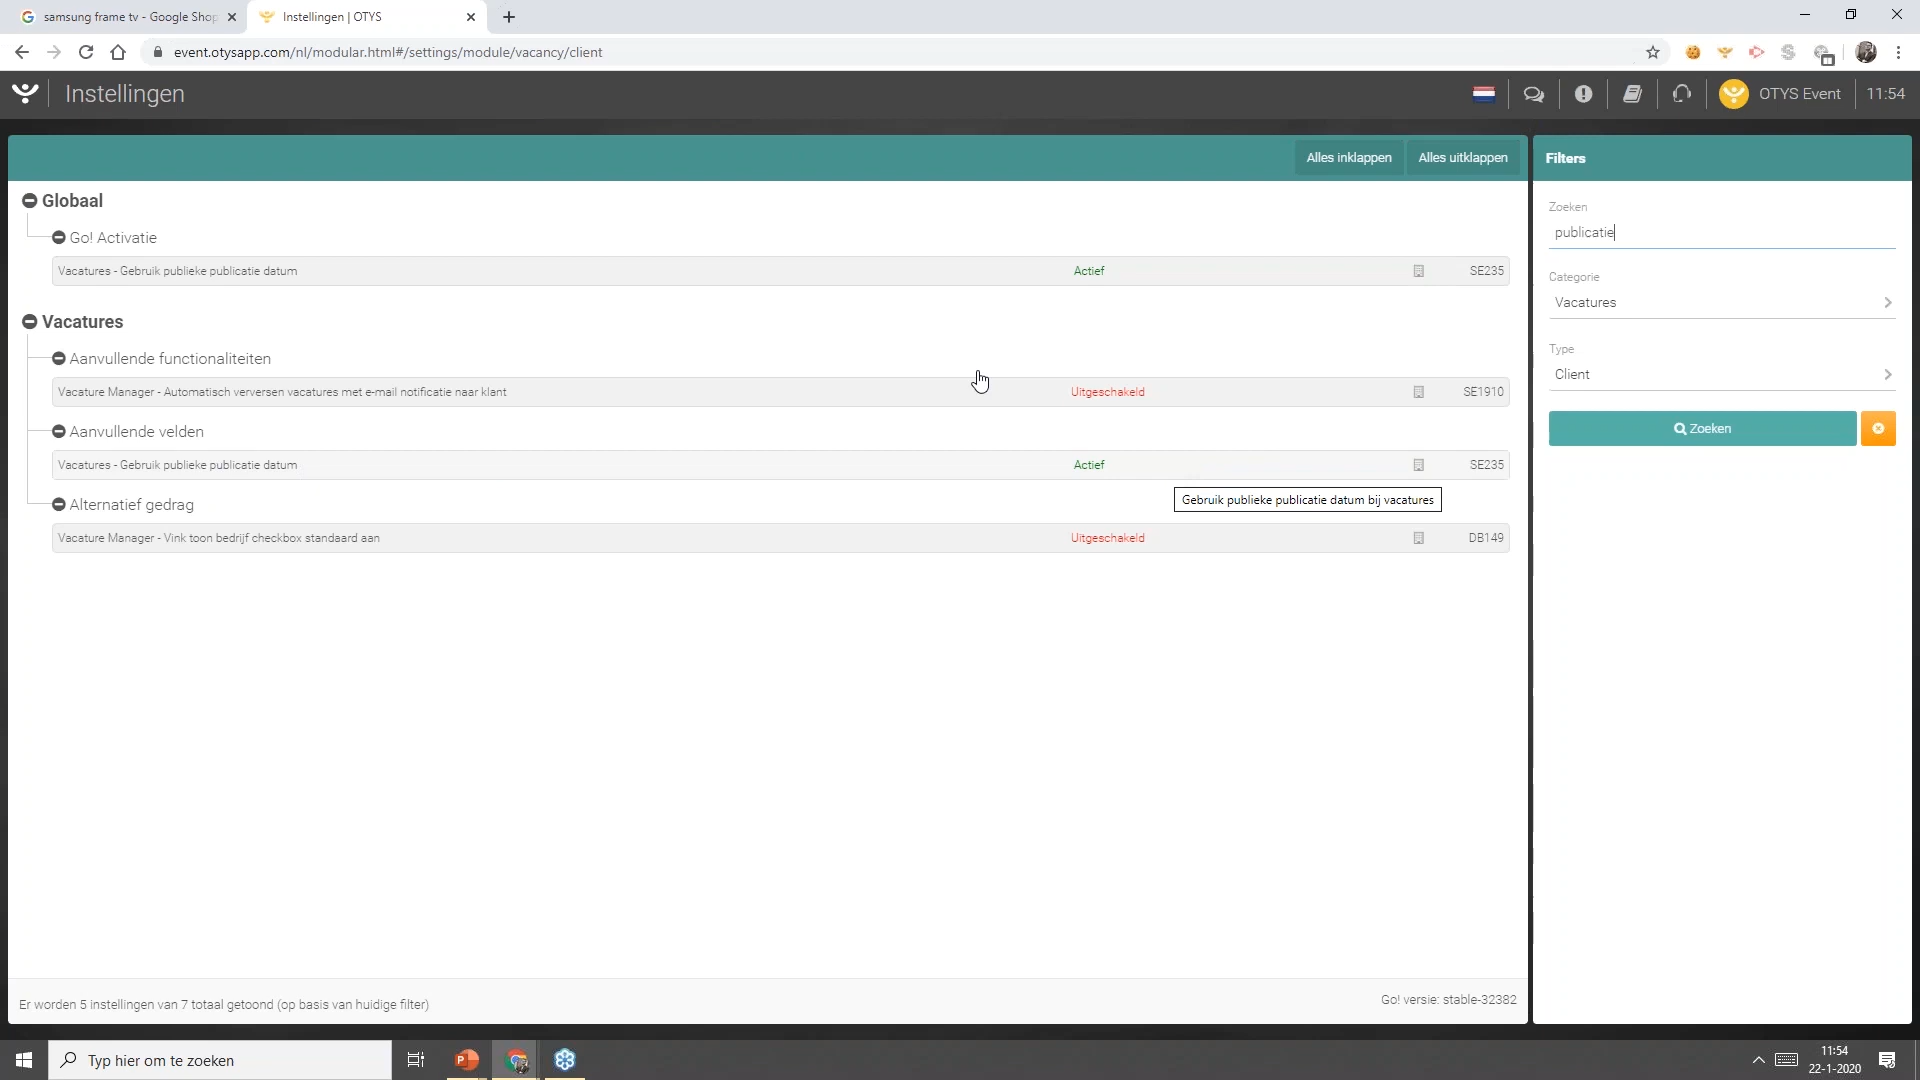 samsung frame tv - Google Shop
Instellingen | OTYS
event.otysapp.com/nl/modular.html#/settings/module/vacancy/client
Instellingen
OTYS Event
11:54
Alles inklappen
Alles uitklappen
Filters
Globaal
Go! Activatie
Vacatures - Gebruik publieke publicatie datum
Actief
SE235
Vacatures
Aanvullende functionaliteiten
Vacature Manager - Automatisch verversen vacatures met e-mail notificatie naar klant
Uitgeschakeld
SE1910
Aanvullende velden
Vacatures - Gebruik publieke publicatie datum
Actief
SE235
Gebruik publieke publicatie datum bij vacatures
Alternatief gedrag
Vacature Manager - Vink toon bedrijf checkbox standaard aan
Uitgeschakeld
DB149
Zoeken
publicatie
Categorie
Vacatures
Type
Client
Zoeken
Er worden 5 instellingen van 7 totaal getoond (op basis van huidige filter)
Go! versie: stable-32382
Typ hier om te zoeken
11:54
22-1-2020